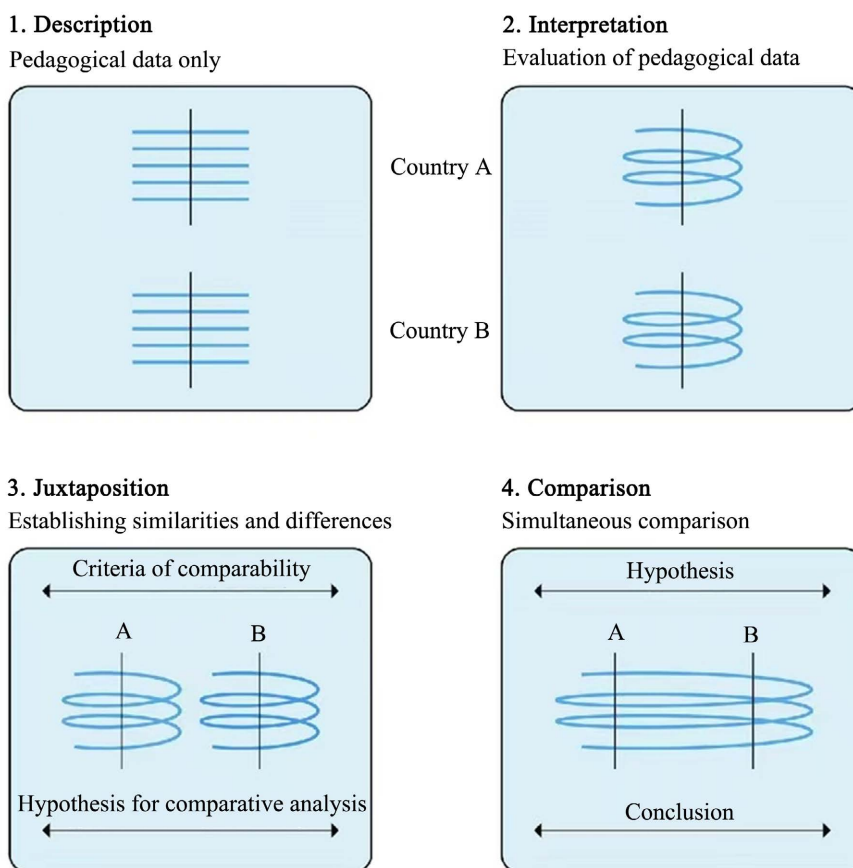 1. Description
Pedagogical data only
2. Interpretation
Evaluation of pedagogical data
Country A
Country B
3. Juxtaposition
Establishing similarities and differences
Criteria of comparability
A B
Hypothesis for comparative analysis
4. Comparison
Simultaneous comparison
Hypothesis
A B
Conclusion